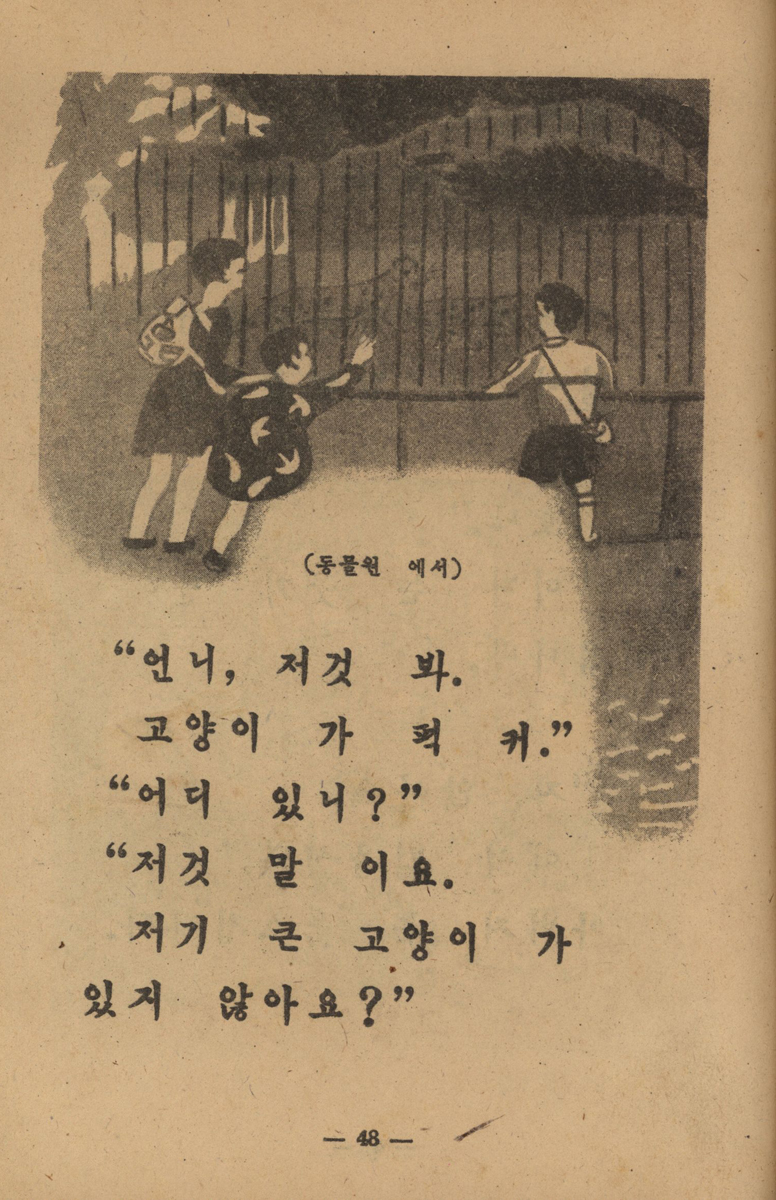 (동물원 에서)
“언니, 저것 봐.
고양이 가 퍽 커.”
“어디 있니?”
“저것 말 이요.
저기 큰 고양이 가
있지 않아요?”
— 48 —